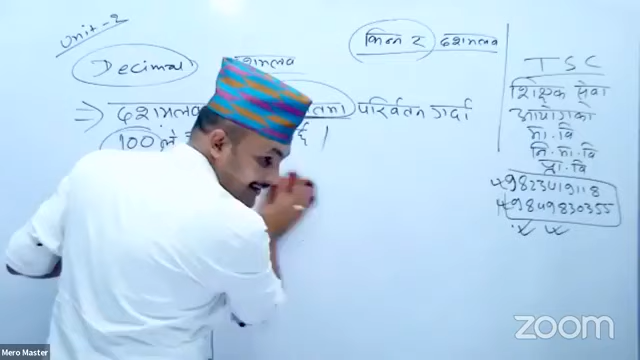 Unit-2
Decimal दशमलव
भिन्न र दशमलव
⇒ दशमलव परिवर्तन गर्दा
100 ले
TSC
शिक्षक सेवा
आयोगका
मा. वि
नि. मा. वि
प्रा. वि
9823419118
9849830355
zoom
Mero Master